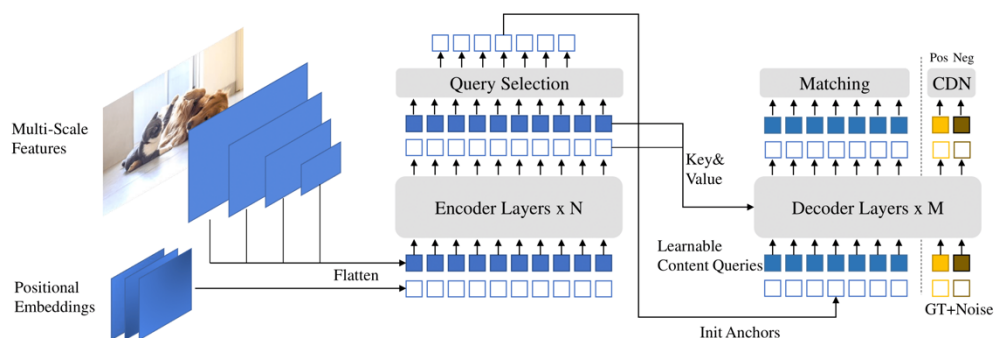 Multi-Scale
Features
Positional
Embeddings
Flatten
Query Selection
Encoder Layers x N
Key&
Value
Init Anchors
Matching
Decoder Layers x M
Learnable
Content Queries
Pos Neg
CDN
GT+Noise